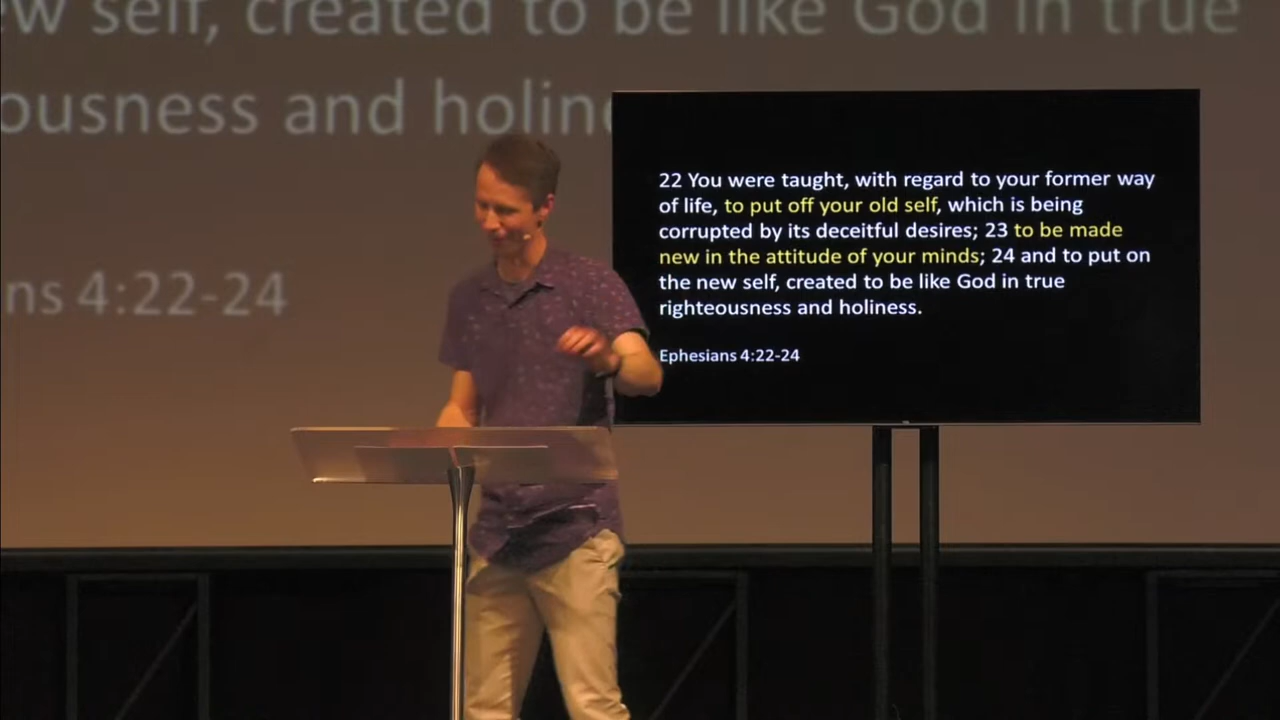 w self, created to be like God in true
ousness and holin
ns 4:22-24
22 You were taught, with regard to your former way
of life, to put off your old self, which is being
corrupted by its deceitful desires; 23 to be made
new in the attitude of your minds; 24 and to put on
the new self, created to be like God in true
righteousness and holiness.
Ephesians 4:22-24